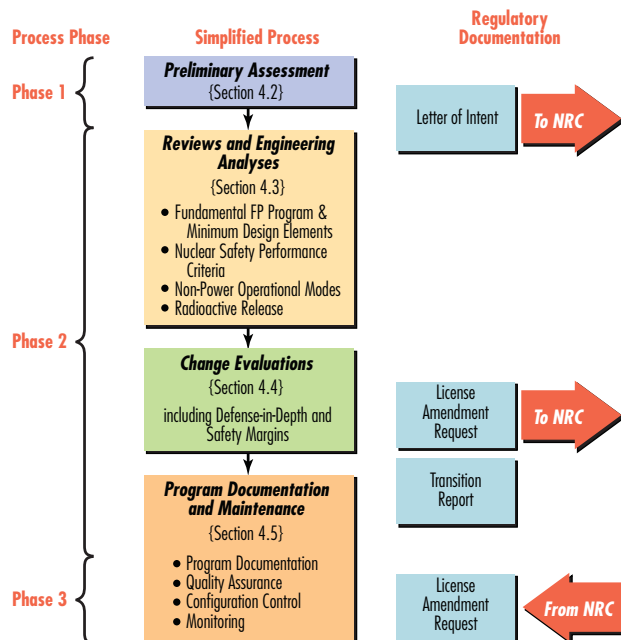 Process Phase
Simplified Process
Regulatory
Documentation
Phase 1
Preliminary Assessment
{Section 4.2}
Letter of Intent
To NRC
Reviews and Engineering
Analyses
{Section 4.3}
• Fundamental FP Program &
Minimum Design Elements
• Nuclear Safety Performance
Criteria
• Non-Power Operational Modes
• Radioactive Release
Phase 2
Change Evaluations
{Section 4.4}
including Defense-in-Depth and
Safety Margins
License
Amendment
Request
To NRC
Transition
Report
Program Documentation
and Maintenance
{Section 4.5}
• Program Documentation
• Quality Assurance
• Configuration Control
• Monitoring
Phase 3
License
Amendment
Request
From NRC